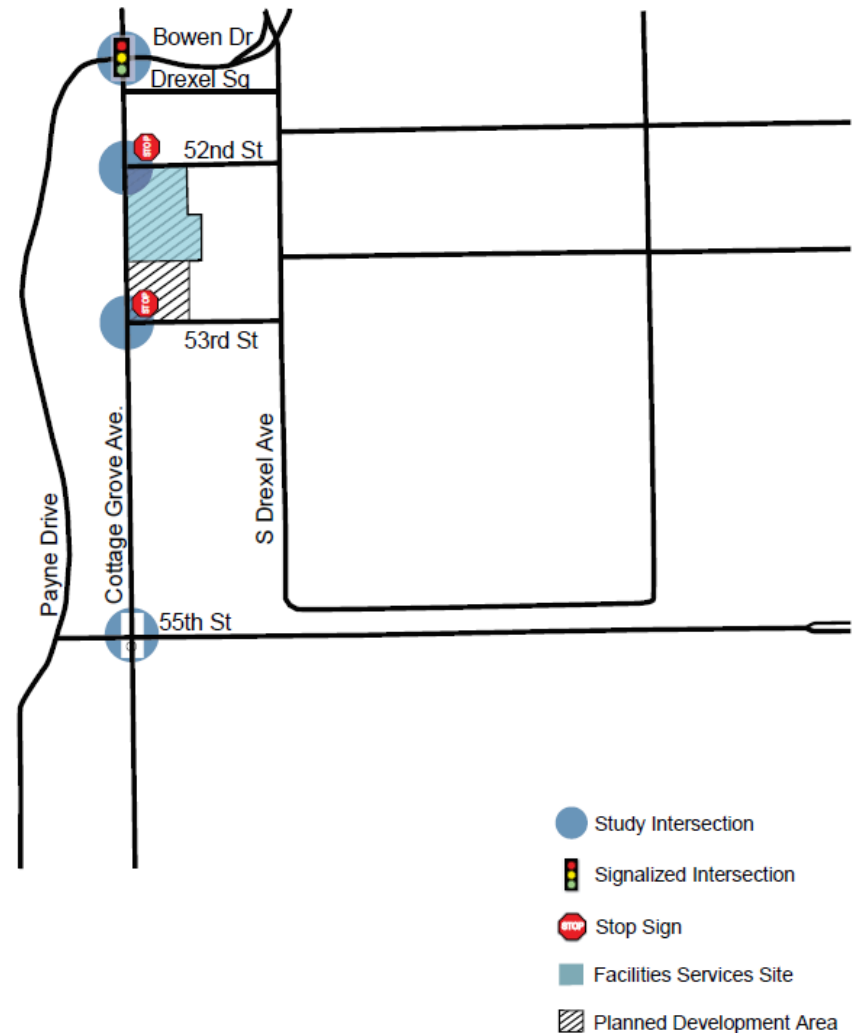 Bowen Dr
Drexel Sq
STOP
52nd St
STOP
53rd St
Payne Drive
Cottage Grove Ave.
S Drexel Ave
55th St
Study Intersection
Signalized Intersection
STOP
Stop Sign
Facilities Services Site
Planned Development Area